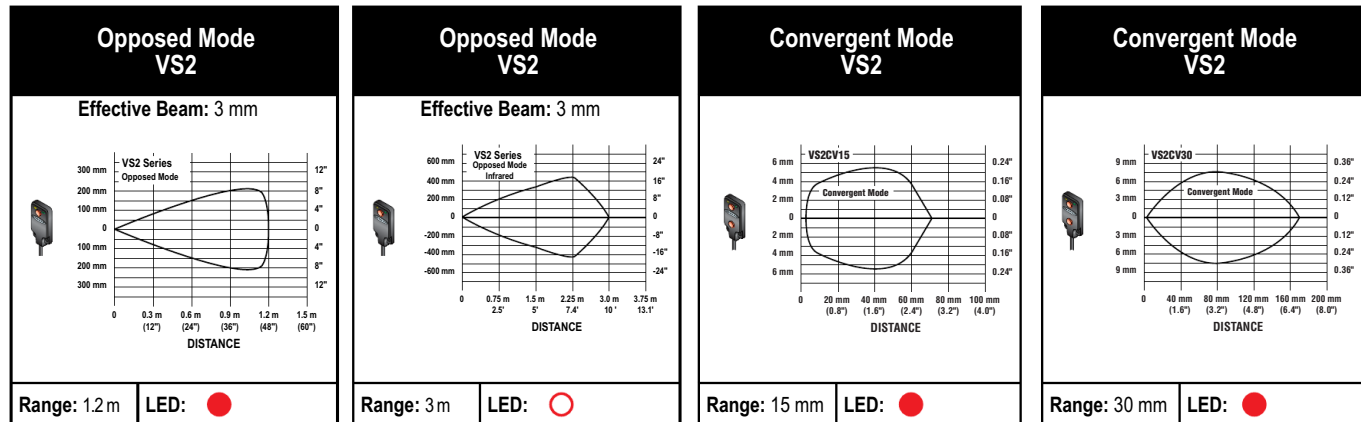 Opposed Mode
VS2
Effective Beam: 3 mm
VS2 Series
Opposed Mode
300 mm
200 mm
100 mm
0
100 mm
200 mm
300 mm
12"
8"
4"
0
4"
8"
12"
0 0.3 m 0.6 m 0.9 m 1.2 m 1.5 m
(12") (24") (36") (48") (60")
DISTANCE
Range: 1.2 m LED:
Opposed Mode
VS2
Effective Beam: 3 mm
VS2 Series
Opposed Mode
Infrared
600 mm
400 mm
200 mm
0
-200 mm
-400 mm
-600 mm
24"
16"
8"
0
-8"
-16"
-24"
0 0.75 m 1.5 m 2.25 m 3.0 m 3.75 m
2.5' 5' 7.4' 10 ' 13.1'
DISTANCE
Range: 3 m LED:
Convergent Mode
VS2
VS2CV15
Convergent Mode
6 mm
4 mm
2 mm
0
2 mm
4 mm
6 mm
0.24"
0.16"
0.08"
0
0.08"
0.16"
0.24"
0 20 mm 40 mm 60 mm 80 mm 100 mm
(0.8") (1.6") (2.4") (3.2") (4.0")
DISTANCE
Range: 15 mm LED:
Convergent Mode
VS2
VS2CV30
Convergent Mode
9 mm
6 mm
3 mm
0
3 mm
6 mm
9 mm
0.36"
0.24"
0.12"
0
0.12"
0.24"
0.36"
0 40 mm 80 mm 120 mm 160 mm 200 mm
(1.6") (3.2") (4.8") (6.4") (8.0")
DISTANCE
Range: 30 mm LED: